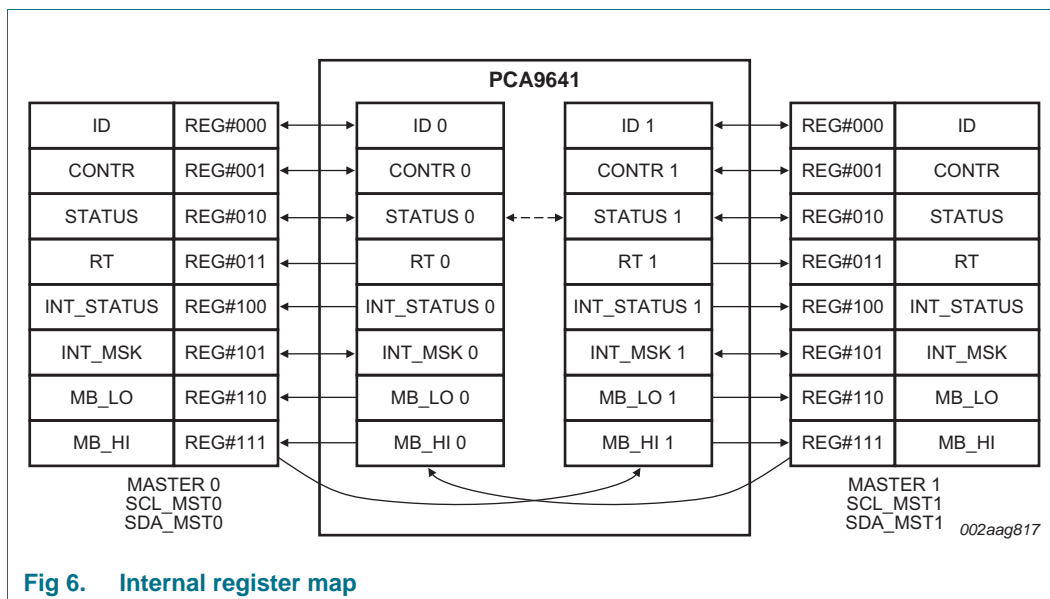 PCA9641
ID REG#000 ID 0 ID 1 REG#000 ID
CONTR REG#001 CONTR 0 CONTR 1 REG#001 CONTR
STATUS REG#010 STATUS 0 STATUS 1 REG#010 STATUS
RT REG#011 RT 0 RT 1 REG#011 RT
INT_STATUS REG#100 INT_STATUS 0 INT_STATUS 1 REG#100 INT_STATUS
INT_MSK REG#101 INT_MSK 0 INT_MSK 1 REG#101 INT_MSK
MB_LO REG#110 MB_LO 0 MB_LO 1 REG#110 MB_LO
MB_HI REG#111 MB_HI 0 MB_HI 1 REG#111 MB_HI
MASTER 0
SCL_MST0
SDA_MST0
MASTER 1
SCL_MST1
SDA_MST1
002aag817
Fig 6. Internal register map